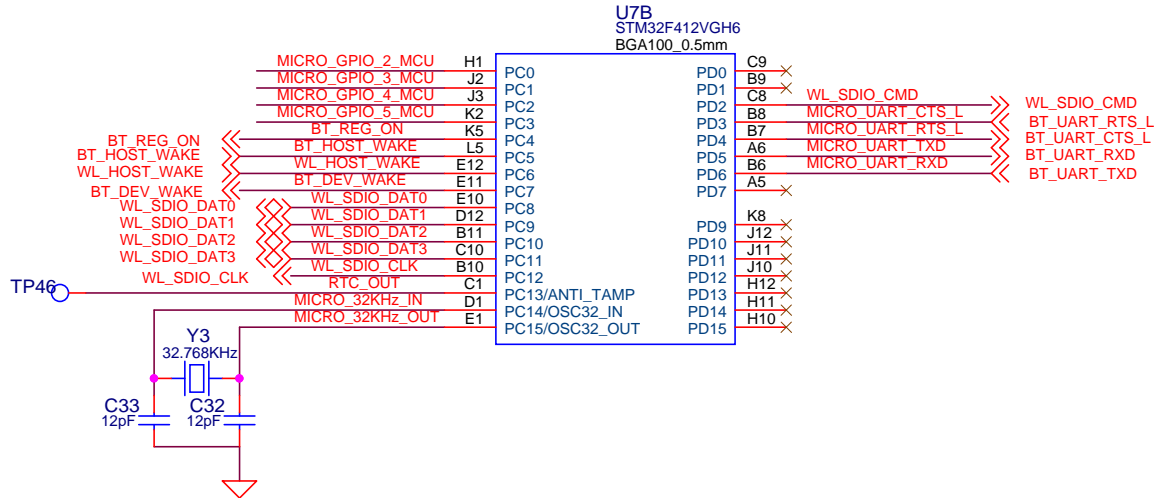 U7B
STM32F412VGH6
BGA100_0.5mm
MICRO_GPIO_2_MCU H1 PC0 PD0 C9
MICRO_GPIO_3_MCU J2 PC1 PD1 B9
MICRO_GPIO_4_MCU J3 PC2 PD2 C8 WL_SDIO_CMD WL_SDIO_CMD
MICRO_GPIO_5_MCU K2 PC3 PD3 B8 MICRO_UART_CTS_L BT_UART_RTS_L
BT_REG_ON BT_REG_ON K5 PC4 PD4 B7 MICRO_UART_RTS_L BT_UART_CTS_L
BT_HOST_WAKE BT_HOST_WAKE L5 PC5 PD5 A6 MICRO_UART_TXD BT_UART_RXD
WL_HOST_WAKE WL_HOST_WAKE E12 PC6 PD6 B6 MICRO_UART_RXD BT_UART_TXD
BT_DEV_WAKE BT_DEV_WAKE E11 PC7 PD7 A5
WL_SDIO_DAT0 WL_SDIO_DAT0 E10 PC8
WL_SDIO_DAT1 WL_SDIO_DAT1 D12 PC9 PD9 K8
WL_SDIO_DAT2 WL_SDIO_DAT2 B11 PC10 PD10 J12
WL_SDIO_DAT3 WL_SDIO_DAT3 C10 PC11 PD11 J11
WL_SDIO_CLK WL_SDIO_CLK B10 PC12 PD12 J10
TP46 RTC_OUT C1 PC13/ANTI_TAMP PD13 H12
MICRO_32KHz_IN D1 PC14/OSC32_IN PD14 H11
MICRO_32KHz_OUT E1 PC15/OSC32_OUT PD15 H10
Y3
32.768KHz
C33 C32
12pF 12pF